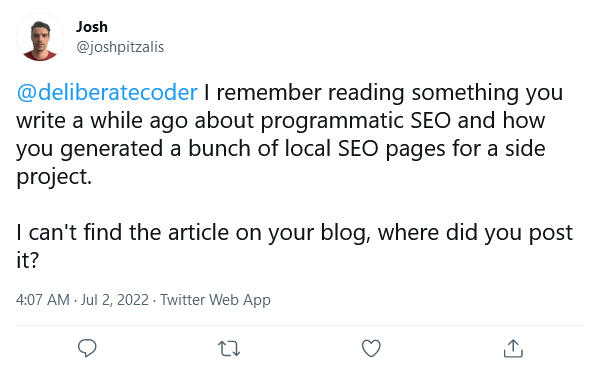 Josh
@joshpitzalis
@deliberatecoder I remember reading something you
write a while ago about programmatic SEO and how
you generated a bunch of local SEO pages for a side
project.
I can't find the article on your blog, where did you post
it?
4:07 AM · Jul 2, 2022 · Twitter Web App